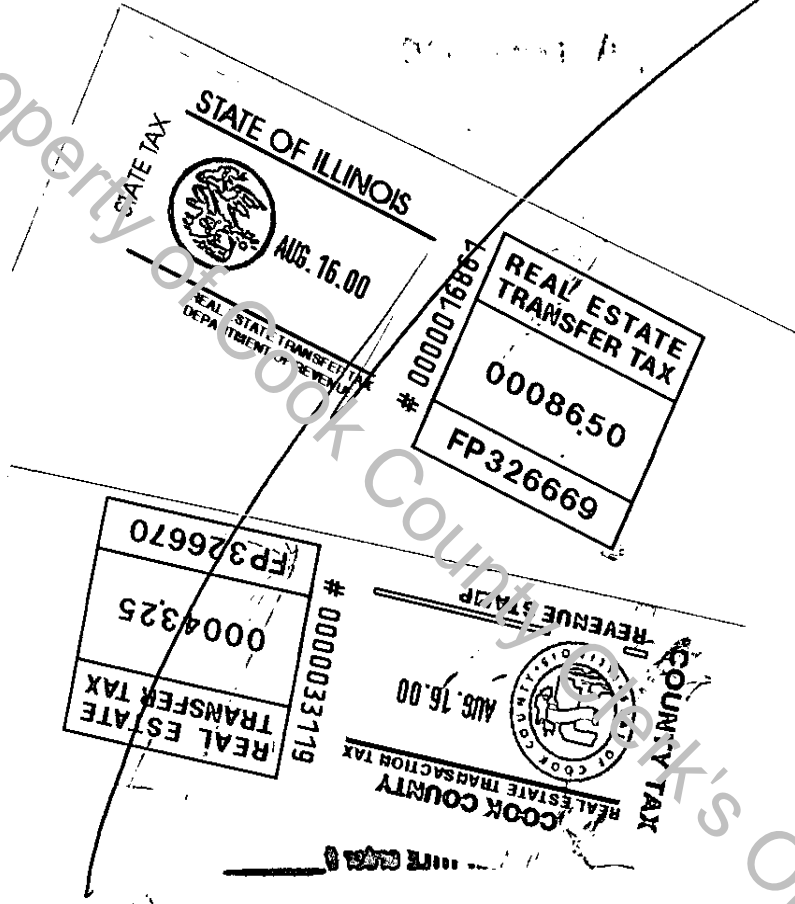 Property of Cook County Clerk's
STATE TAX
STATE OF ILLINOIS
AUG. 16.00
REAL ESTATE TRANSFER TAX
DEPARTMENT OF REVENUE
# 0000016861
REAL ESTATE
TRANSFER TAX
0008650
FP326669
COUNTY TAX
COOK COUNTY
REAL ESTATE TRANSACTION TAX
AUG. 16.00
REVENUE STAMP
# 0000033119
REAL ESTATE
TRANSFER TAX
0004325
FP326670